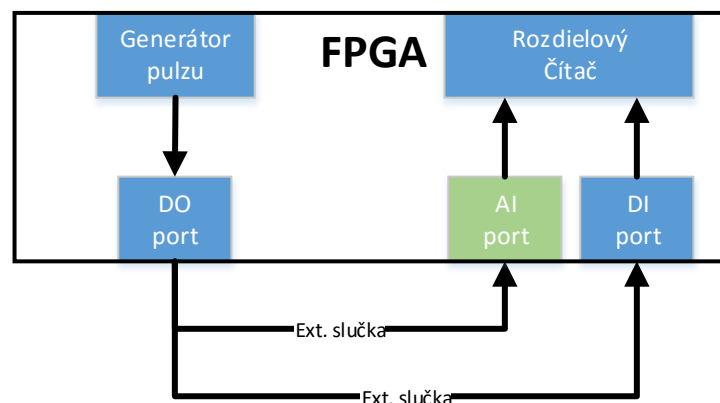 Generátor
pulzu
FPGA
Rozdielový
Čítač
DO
port
AI
port
DI
port
Ext. slučka
Ext. slučka